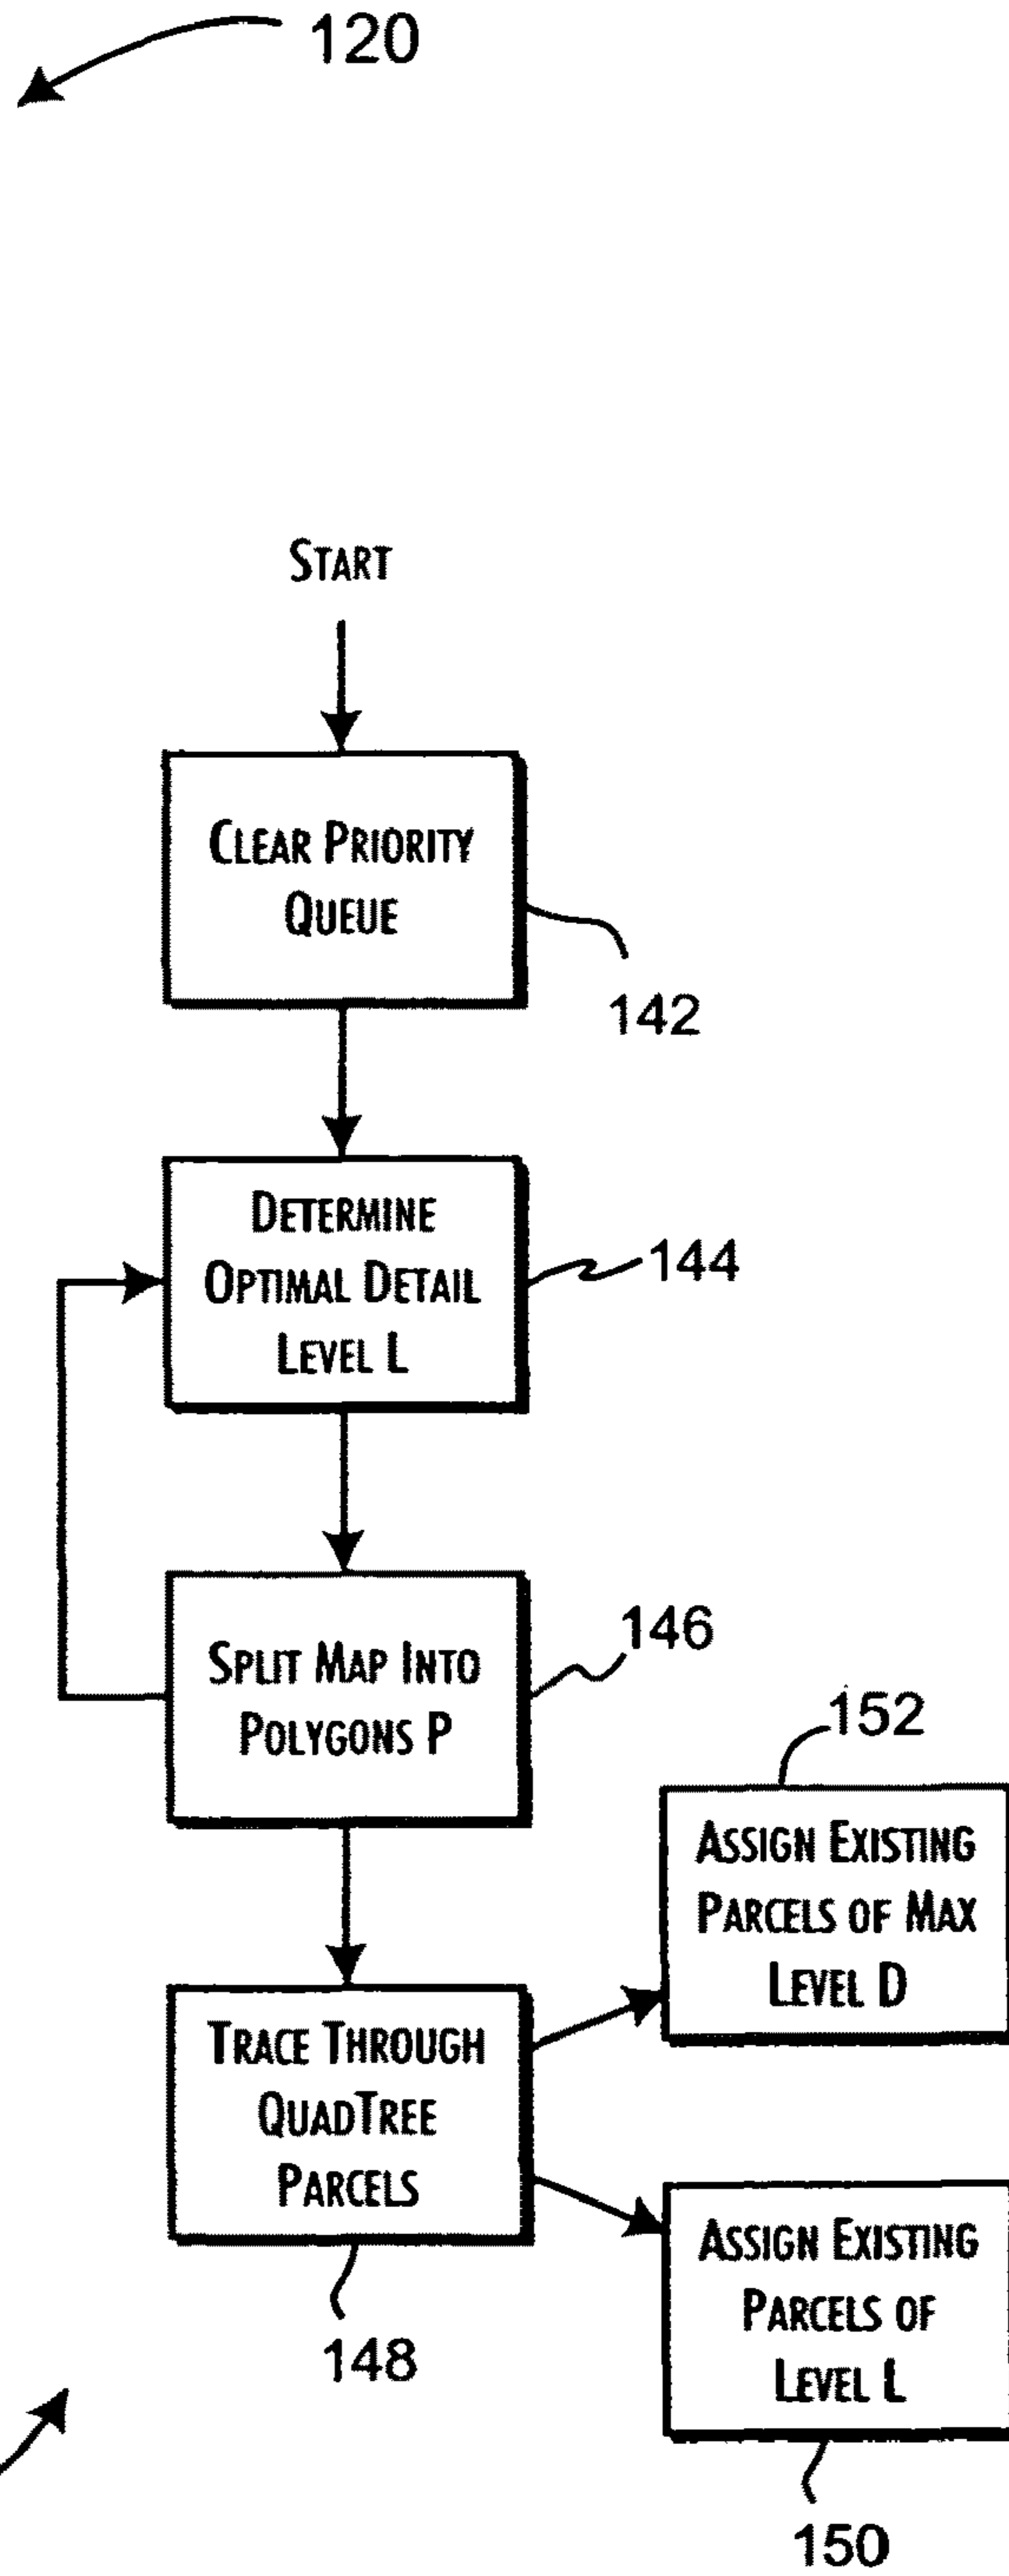 120
START
CLEAR PRIORITY
QUEUE
142
DETERMINE
OPTIMAL DETAIL
LEVEL L
144
SPLIT MAP INTO
POLYGONS P
146
152
ASSIGN EXISTING
PARCELS OF MAX
LEVEL D
TRACE THROUGH
QUADTREE
PARCELS
148
ASSIGN EXISTING
PARCELS OF
LEVEL L
150